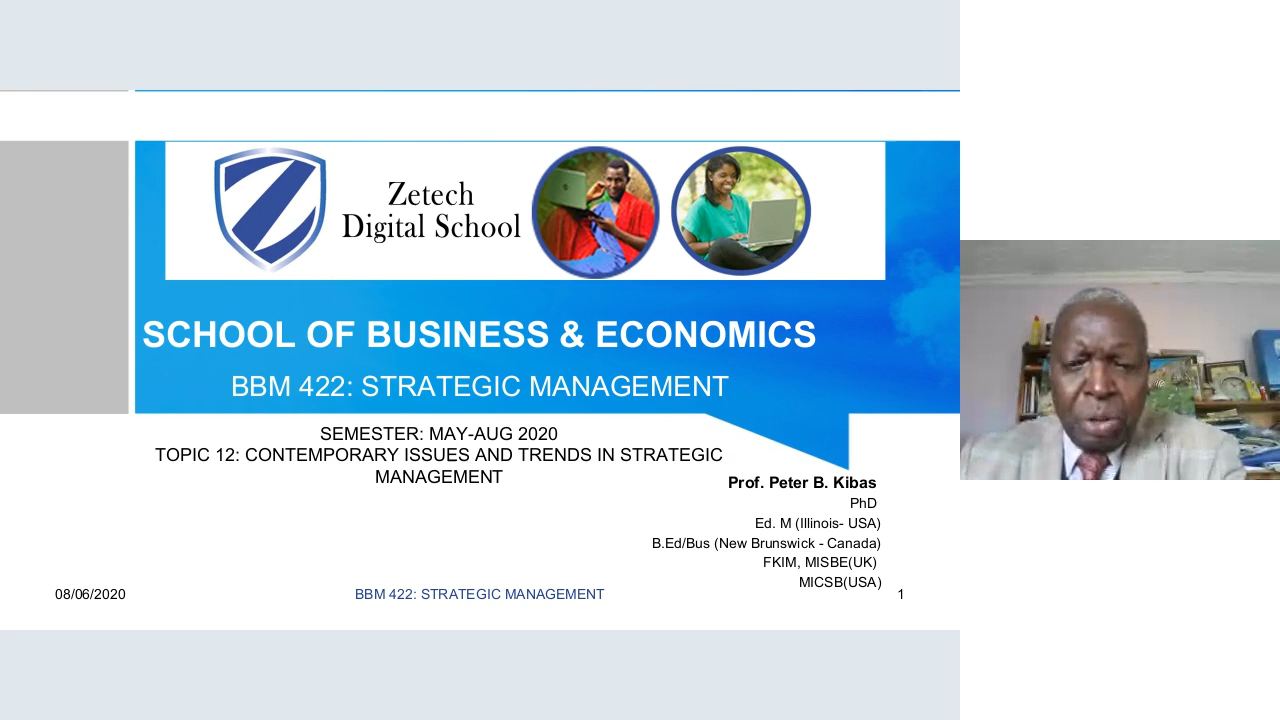 Zetech
Digital School
SCHOOL OF BUSINESS & ECONOMICS
BBM 422: STRATEGIC MANAGEMENT
SEMESTER: MAY-AUG 2020
TOPIC 12: CONTEMPORARY ISSUES AND TRENDS IN STRATEGIC
MANAGEMENT
Prof. Peter B. Kibas
PhD
Ed. M (Illinois- USA)
B.Ed/Bus (New Brunswick - Canada)
FKIM, MISBE(UK)
MICSB(USA)
08/06/2020
BBM 422: STRATEGIC MANAGEMENT
1